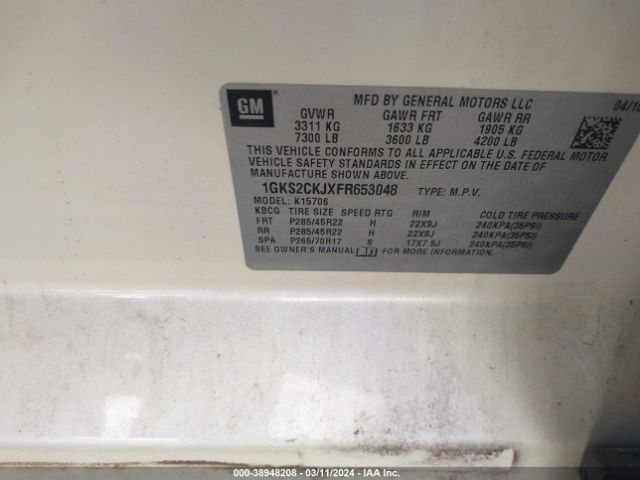 GM
MFD BY GENERAL MOTORS LLC
GVWR GAWR FRT GAWR RR
3311 KG 1633 KG 1905 KG
7300 LB 3600 LB 4200 LB
THIS VEHICLE CONFORMS TO ALL APPLICABLE U.S. FEDERAL MOTOR
VEHICLE SAFETY STANDARDS IN EFFECT ON THE DATE OF
MANUFACTURE SHOWN ABOVE.
1GKS2CKJXFR653048 TYPE: M.P.V.
MODEL: K15706
KBCG TIRE SIZE SPEED RTG RIM COLD TIRE PRESSURE
FRT P285/45R22 H 22X9J 240KPA(35PSI)
RR P285/45R22 H 22X9J 240KPA(35PSI)
SPA P265/70R17 S 17X7.5J 240KPA(35PSI)
SEE OWNER'S MANUAL FOR MORE INFORMATION.
000-38948208 - 03/11/2024 - IAA Inc.